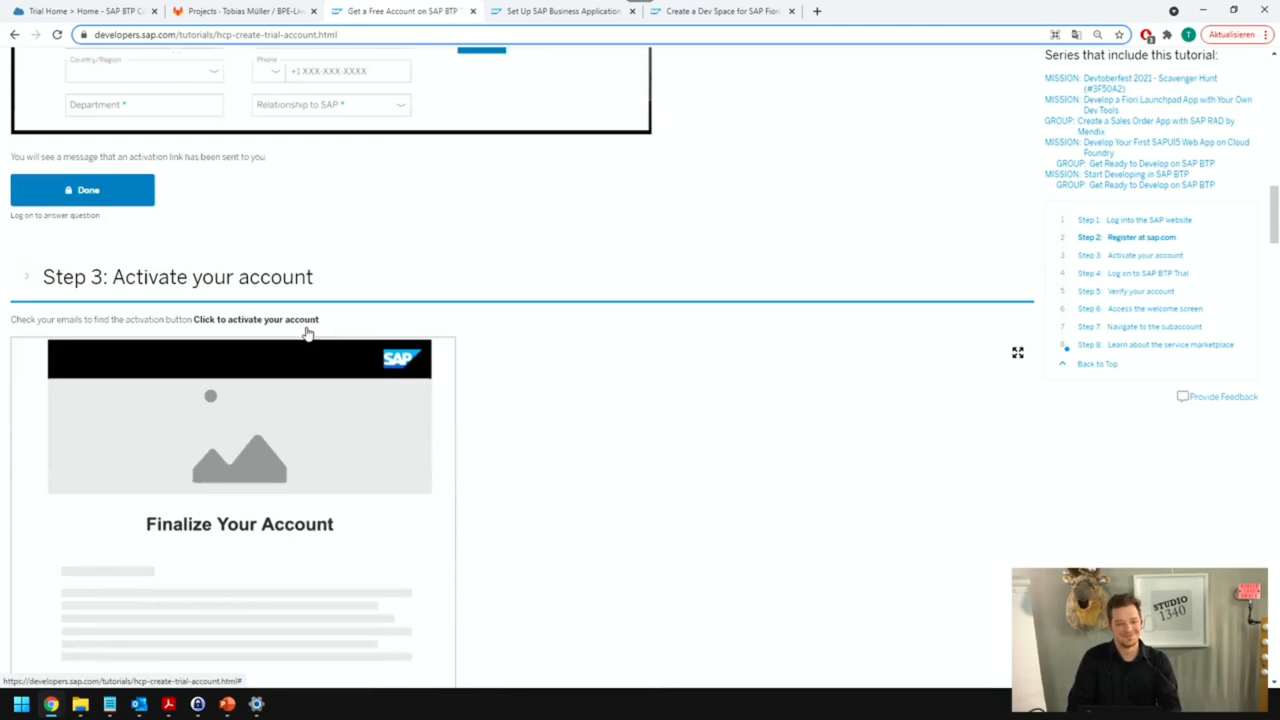 Trial Home > Home - SAP BTP C
Projects · Tobias Müller / BPE-Li
Get a Free Account on SAP BTP
Set Up SAP Business Application
Create a Dev Space for SAP Fiori
developers.sap.com/tutorials/hcp-create-trial-account.html
Aktualisieren
Country/Region
Phone
+1 XXX-XXX-XXXX
Department *
Relationship to SAP *
You will see a message that an activation link has been sent to you.
Done
Log on to answer question
Step 3: Activate your account
Check your emails to find the activation button Click to activate your account
SAP
Finalize Your Account
Series that include this tutorial:
MISSION: Devtoberfest 2021 - Scavenger Hunt
(#3F50A2)
MISSION: Develop a Fiori Launchpad App with Your Own
Dev Tools
GROUP: Create a Sales Order App with SAP RAD by
Mendix
MISSION: Develop Your First SAPUI5 Web App on Cloud
Foundry
GROUP: Get Ready to Develop on SAP BTP
MISSION: Start Developing in SAP BTP
GROUP: Get Ready to Develop on SAP BTP
1 Step 1: Log into the SAP website
2 Step 2: Register at sap.com
3 Step 3: Activate your account
4 Step 4: Log on to SAP BTP Trial
5 Step 5: Verify your account
6 Step 6: Access the welcome screen
7 Step 7: Navigate to the subaccount
8 Step 8: Learn about the service marketplace
Back to Top
Provide Feedback
STUDIO
1340
https://developers.sap.com/tutorials/hcp-create-trial-account.html#